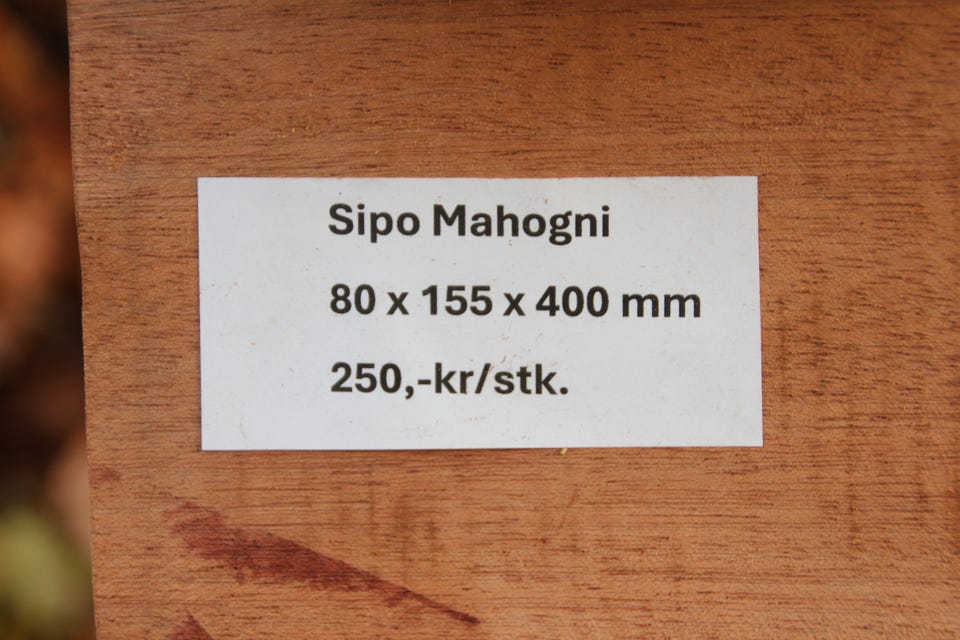 Sipo Mahogni
80 x 155 x 400 mm
250,-kr/stk.